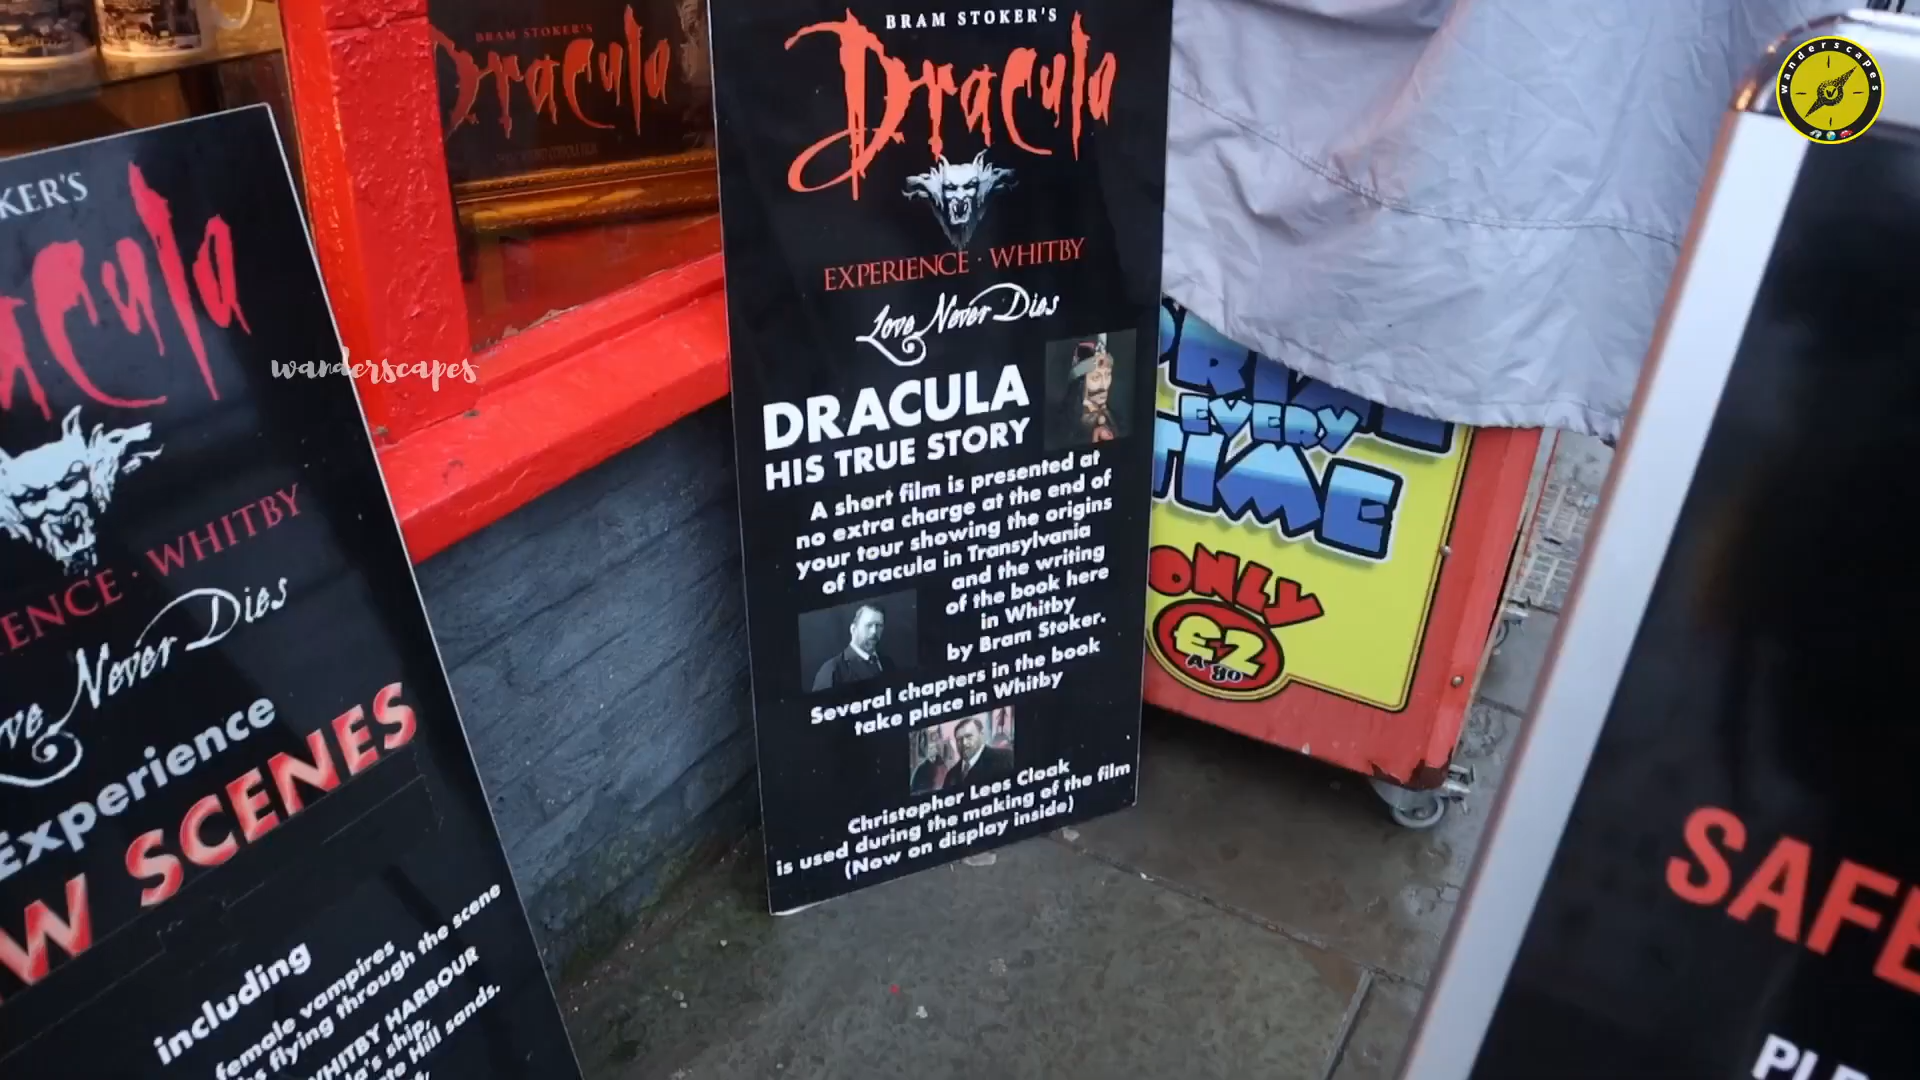 BRAM STOKER'S
Dracula
EXPERIENCE · WHITBY
Love Never Dies
DRACULA
HIS TRUE STORY
A short film is presented at
no extra charge at the end of
your tour showing the origins
of Dracula in Transylvania
and the writing
of the book here
in Whitby
by Bram Stoker.
Several chapters in the book
take place in Whitby
Christopher Lees Cloak
is used during the making of the film
(Now on display inside)
BRAM STOKER'S
Dracula
KER'S
acula
ENCE · WHITBY
ve Never Dies
Experience
W SCENES
including
female vampires
flying through the scene
WHITBY HARBOUR
la's ship,
Hill sands.
wanderscapes
wanderscapes
EVERY
TIME
ONLY
£2
A go
SAFE
PLE